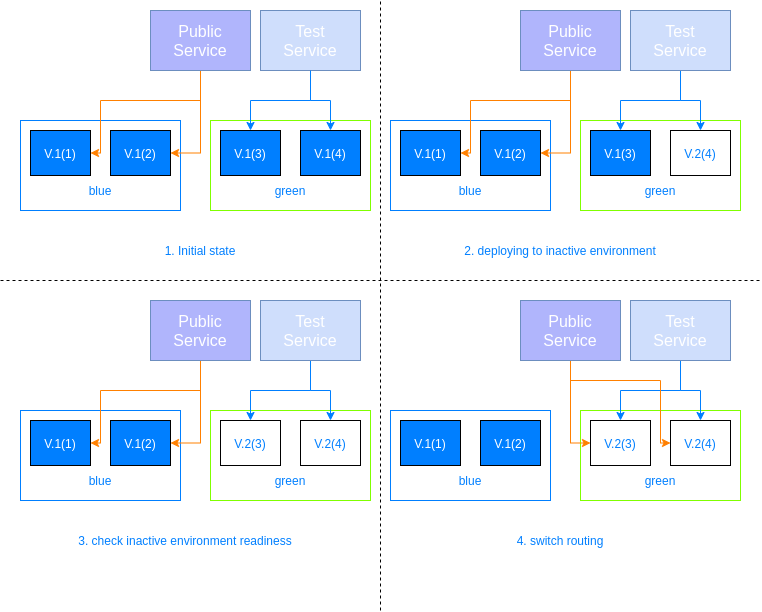 Public
Service
Test
Service
V.1(1)
V.1(2)
V.1(3)
V.1(4)
blue
green
1. Initial state
Public
Service
Test
Service
V.1(1)
V.1(2)
V.1(3)
V.2(4)
blue
green
2. deploying to inactive environment
Public
Service
Test
Service
V.1(1)
V.1(2)
V.2(3)
V.2(4)
blue
green
3. check inactive environment readiness
Public
Service
Test
Service
V.1(1)
V.1(2)
V.2(3)
V.2(4)
blue
green
4. switch routing